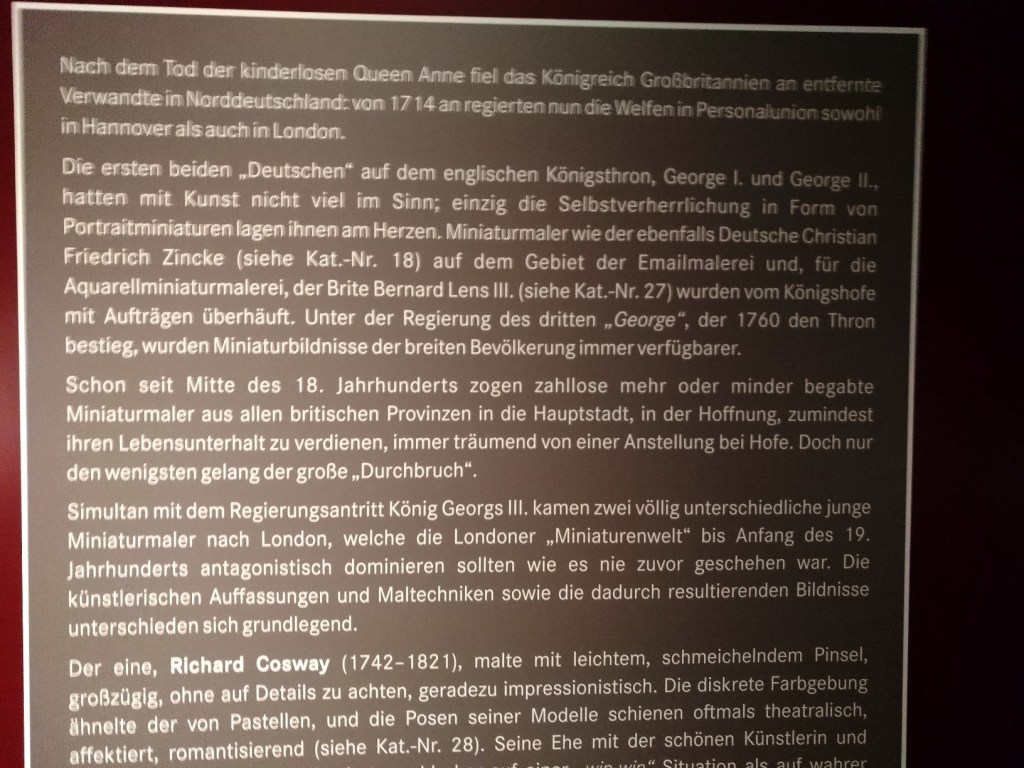 Nach dem Tod der kinderlosen Queen Anne fiel das Königreich Großbritannien an entfernte
Verwandte in Norddeutschland: von 1714 an regierten nun die Welfen in Personalunion sowohl
in Hannover als auch in London.
Die ersten beiden „Deutschen“ auf dem englischen Königsthron, George I. und George II.,
hatten mit Kunst nicht viel im Sinn; einzig die Selbstverherrlichung in Form von
Portraitminiaturen lagen ihnen am Herzen. Miniaturmaler wie der ebenfalls Deutsche Christian
Friedrich Zincke (siehe Kat.-Nr. 18) auf dem Gebiet der Emailmalerei und, für die
Aquarellminiaturmalerei, der Brite Bernard Lens III. (siehe Kat.-Nr. 27) wurden vom Königshofe
mit Aufträgen überhäuft. Unter der Regierung des dritten „George“, der 1760 den Thron
bestieg, wurden Miniaturbildnisse der breiten Bevölkerung immer verfügbarer.
Schon seit Mitte des 18. Jahrhunderts zogen zahllose mehr oder minder begabte
Miniaturmaler aus allen britischen Provinzen in die Hauptstadt, in der Hoffnung, zumindest
ihren Lebensunterhalt zu verdienen, immer träumend von einer Anstellung bei Hofe. Doch nur
den wenigsten gelang der große „Durchbruch“.
Simultan mit dem Regierungsantritt König Georgs III. kamen zwei völlig unterschiedliche junge
Miniaturmaler nach London, welche die Londoner „Miniaturenwelt“ bis Anfang des 19.
Jahrhunderts antagonistisch dominieren sollten wie es nie zuvor geschehen war. Die
künstlerischen Auffassungen und Maltechniken sowie die dadurch resultierenden Bildnisse
unterschieden sich grundlegend.
Der eine, Richard Cosway (1742–1821), malte mit leichtem, schmeichelndem Pinsel,
großzügig, ohne auf Details zu achten, geradezu impressionistisch. Die diskrete Farbgebung
ähnelte der von Pastellen, und die Posen seiner Modelle schienen oftmals theatralisch,
affektiert, romantisierend (siehe Kat.-Nr. 28). Seine Ehe mit der schönen Künstlerin und
auf einer „win win“ Situation als auf wahrer